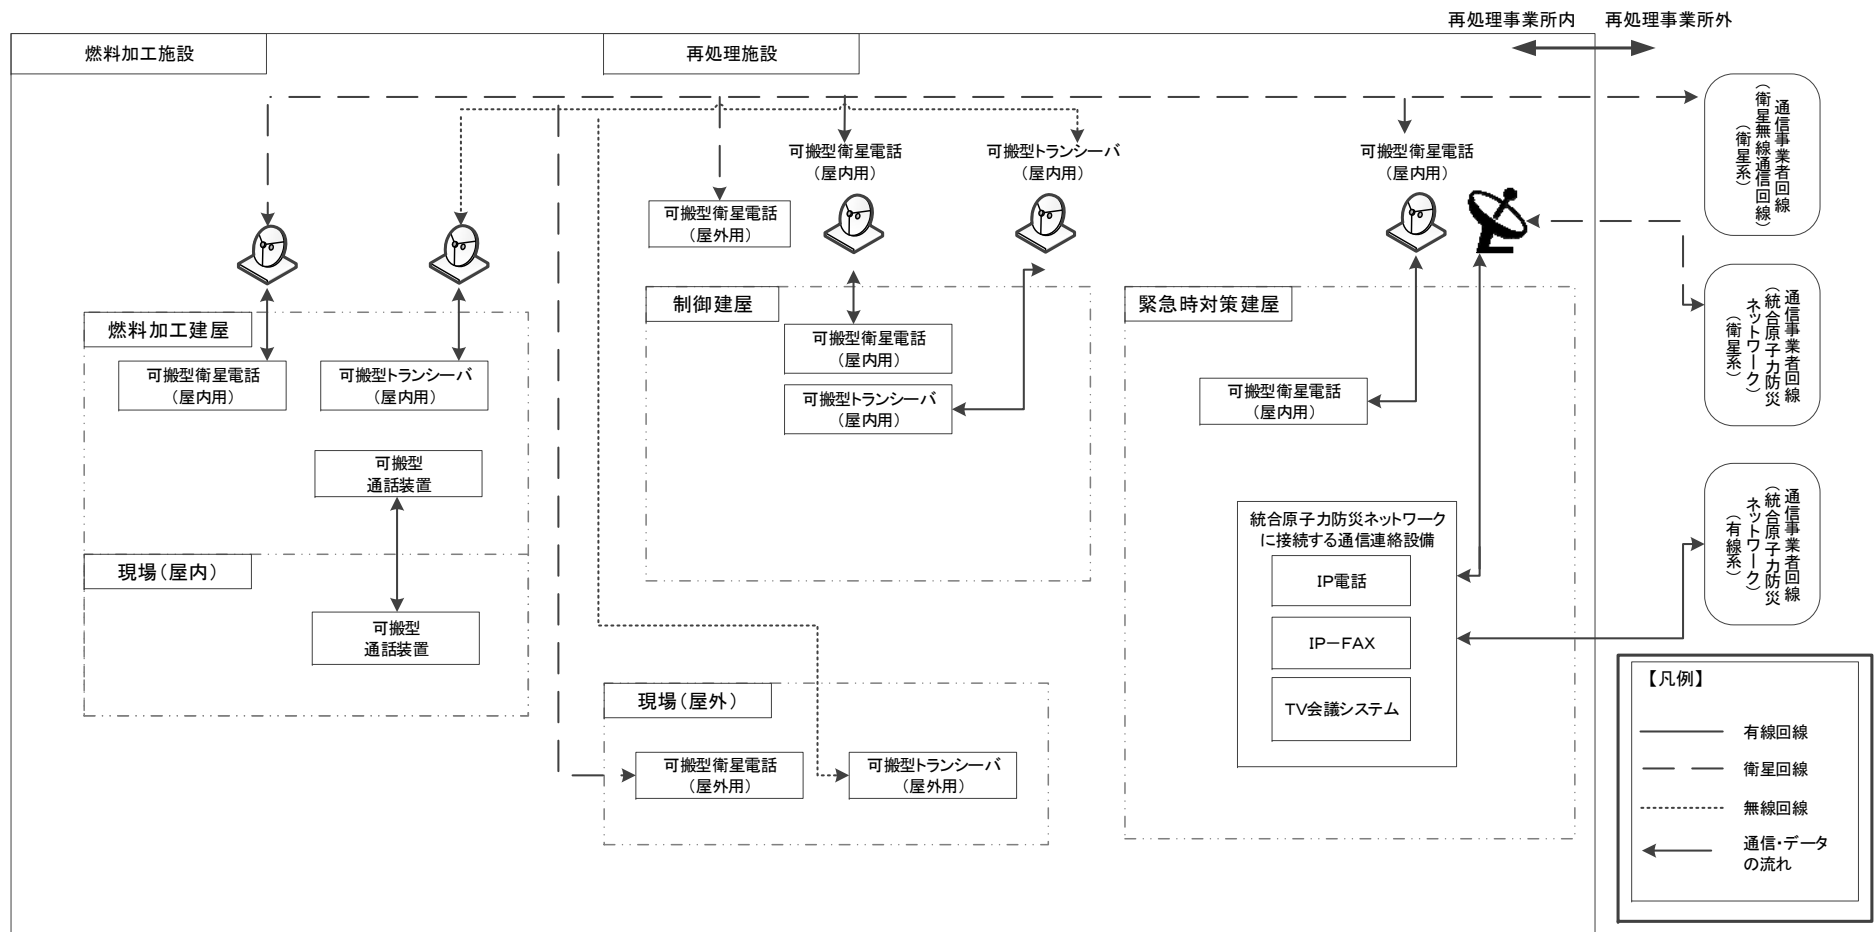 再処理事業所内
再処理事業所外
燃料加工施設
再処理施設
可搬型衛星電話
（屋内用）
可搬型トランシーバ
（屋内用）
可搬型衛星電話
（屋内用）
可搬型衛星電話
（屋外用）
通信事業者回線
（衛星無線通信回線）
（衛星系）
燃料加工建屋
可搬型衛星電話
（屋内用）
可搬型トランシーバ
（屋内用）
可搬型
通話装置
現場（屋内）
可搬型
通話装置
制御建屋
可搬型衛星電話
（屋内用）
可搬型トランシーバ
（屋内用）
現場（屋外）
可搬型衛星電話
（屋外用）
可搬型トランシーバ
（屋外用）
緊急時対策建屋
可搬型衛星電話
（屋内用）
統合原子力防災ネットワーク
に接続する通信連絡設備
IP電話
IP－FAX
TV会議システム
通信事業者回線
（統合原子力防災
ネットワーク）
（衛星系）
通信事業者回線
（統合原子力防災
ネットワーク）
（有線系）
【凡例】
有線回線
衛星回線
無線回線
通信・データ
の流れ